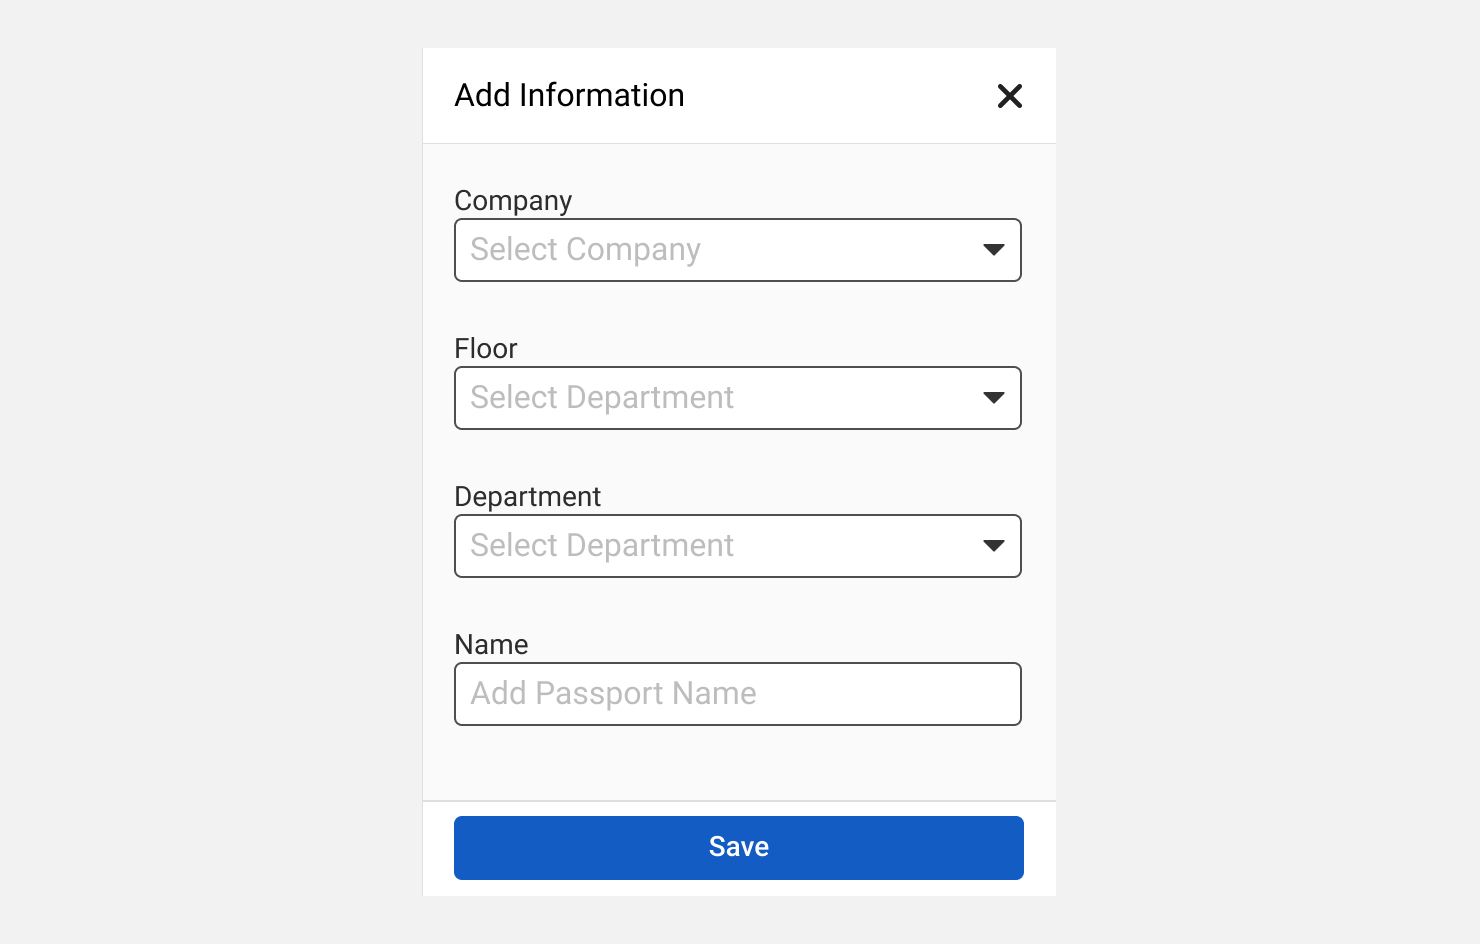 Add Information
Company
Select Company
Floor
Select Department
Department
Select Department
Name
Add Passport Name
Save